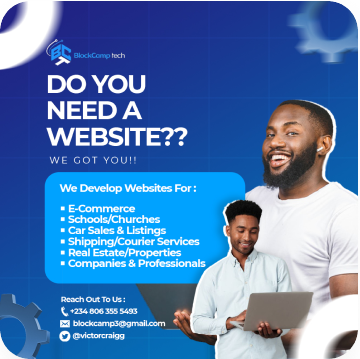 BlockComp tech
DO YOU
NEED A
WEBSITE??
WE GOT YOU!!
We Develop Websites For :
E-Commerce
Schools/Churches
Car Sales & Listings
Shipping/Courier Services
Real Estate/Properties
Companies & Professionals
Reach Out To Us :
+234 806 355 5493
blockcamp3@gmail.com
@victorcraigg